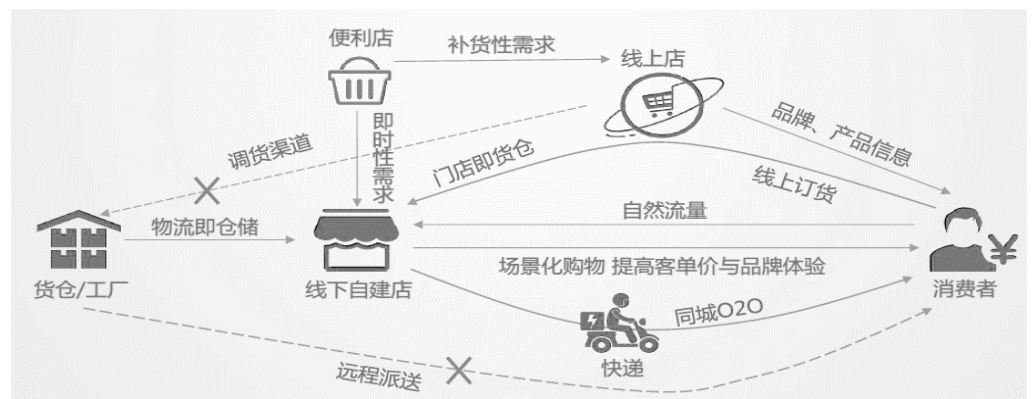 便利店
补货性需求
线上店
即时性需求
调货渠道
门店即货仓
品牌、产品信息
线上订货
物流即仓储
自然流量
货仓/工厂
线下自建店
场景化购物 提高客单价与品牌体验
消费者
同城O2O
快递
远程派送